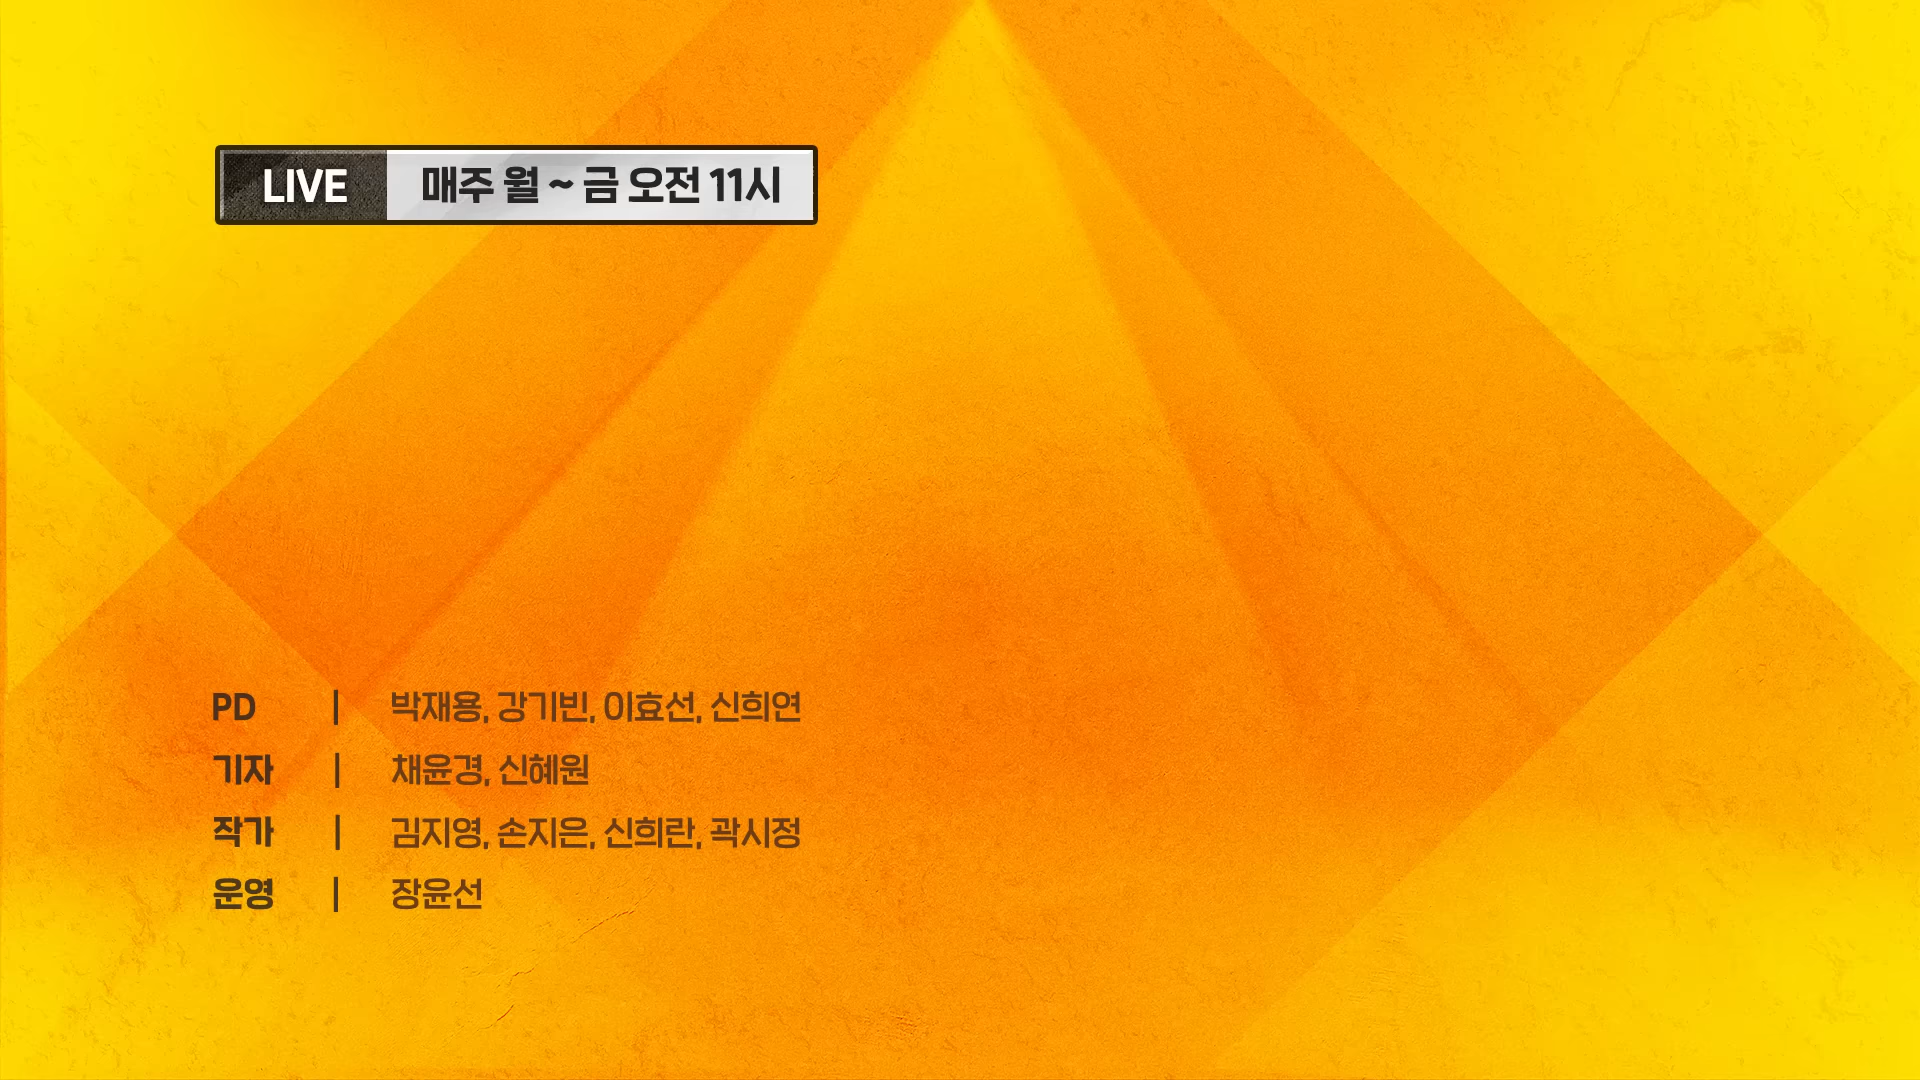 LIVE 매주 월 ~ 금 오전 11시
PD | 박재용, 강기빈, 이효선, 신희연
기자 | 채윤경, 신혜원
작가 | 김지영, 손지은, 신희란, 곽시정
운영 | 장윤선